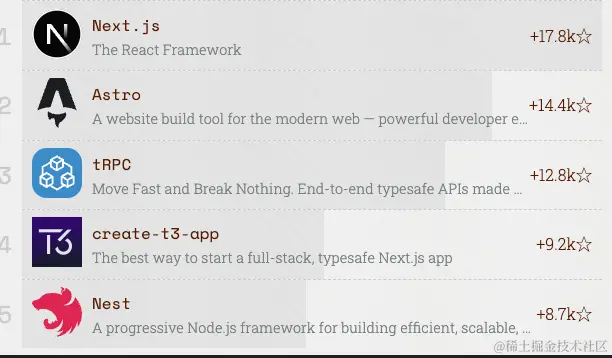 1
Next.js
The React Framework
+17.8k☆
2
Astro
A website build tool for the modern web — powerful developer e...
+14.4k☆
3
tRPC
Move Fast and Break Nothing. End-to-end typesafe APIs made ...
+12.8k☆
4
T3
create-t3-app
The best way to start a full-stack, typesafe Next.js app
+9.2k☆
5
Nest
A progressive Node.js framework for building efficient, scalable, ...
+8.7k☆
@稀土掘金技术社区